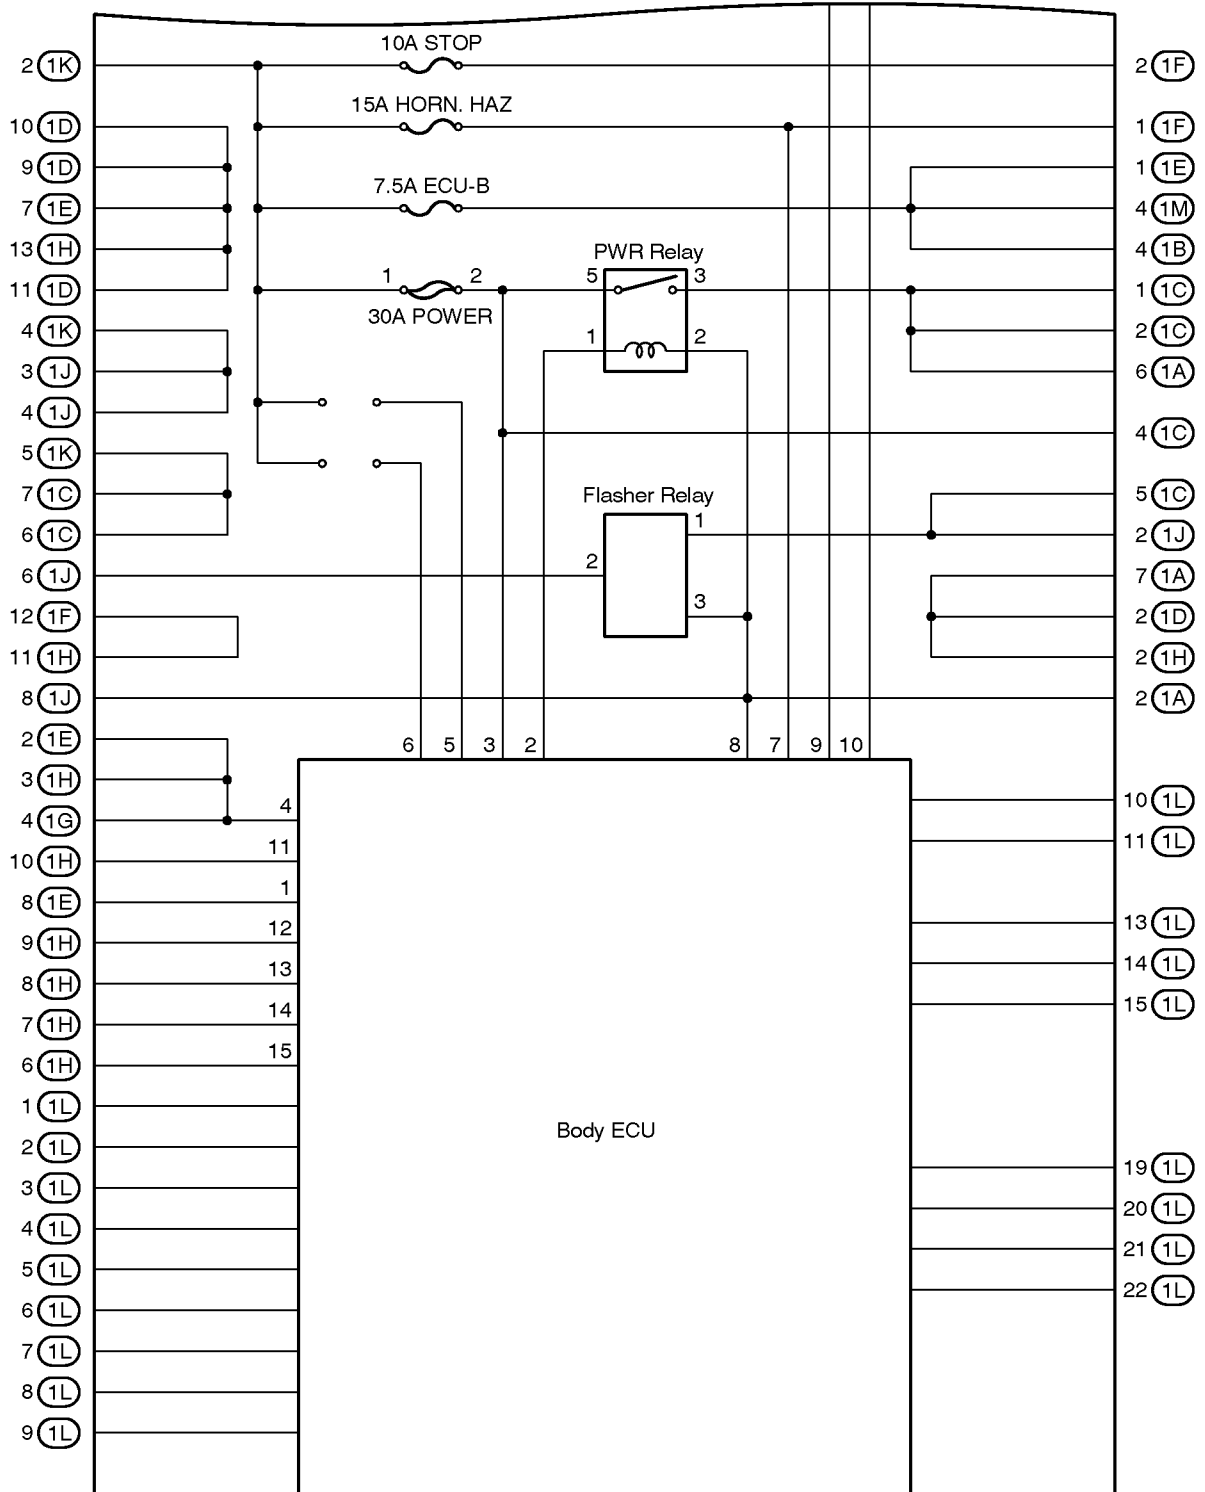 10A STOP
2 1K 2 1F
15A HORN. HAZ
10 1D 1 1F
9 1D 1 1E
7.5A ECU-B
7 1E 4 1M
13 1H PWR Relay 4 1B
1 2 5 3
11 1D 1 1C
30A POWER
4 1K 1 2 2 1C
3 1J 6 1A
4 1J 4 1C
5 1K
7 1C Flasher Relay 5 1C
1
6 1C 2 1J
2
6 1J 7 1A
3
12 1F 2 1D
11 1H 2 1H
8 1J 2 1A
2 1E 6 5 3 2 8 7 9 10
3 1H
4 10 1L
4 1G
11 11 1L
10 1H
1
8 1E
12 13 1L
9 1H
13 14 1L
8 1H
14 15 1L
7 1H
15
6 1H
1 1L
Body ECU
2 1L
19 1L
3 1L
20 1L
4 1L
21 1L
5 1L
22 1L
6 1L
7 1L
8 1L
9 1L